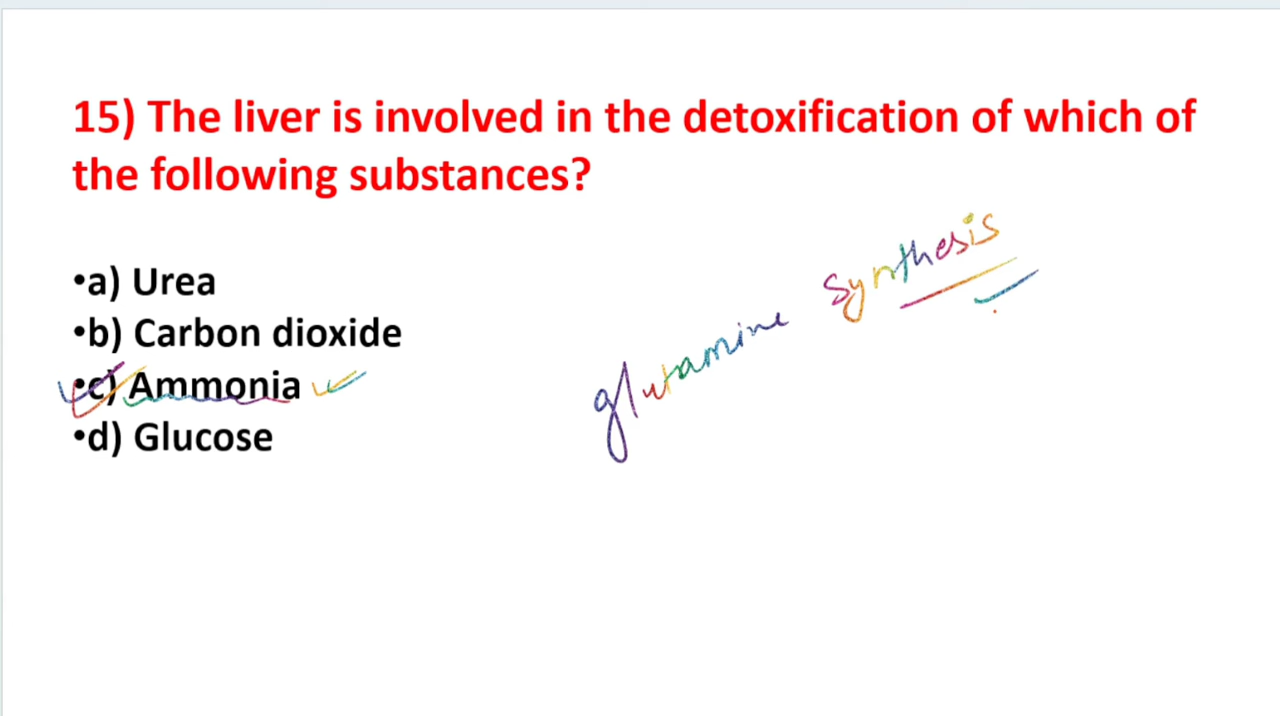 15) The liver is involved in the detoxification of which of
the following substances?
•a) Urea
•b) Carbon dioxide
•c) Ammonia
•d) Glucose
glutamine synthesis